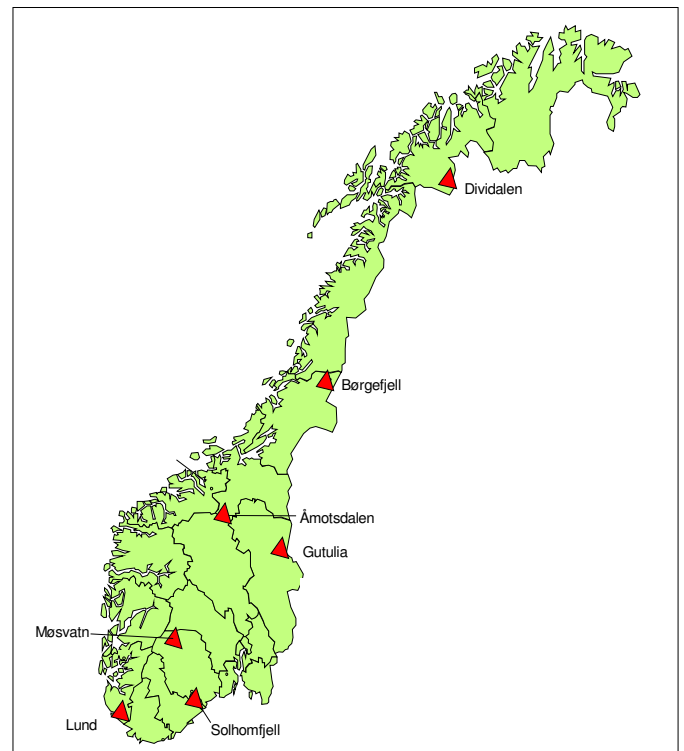 Dividalen
Børgefjell
Åmotsdalen
Gutulia
Møsvatn
Lund
Solhomfjell